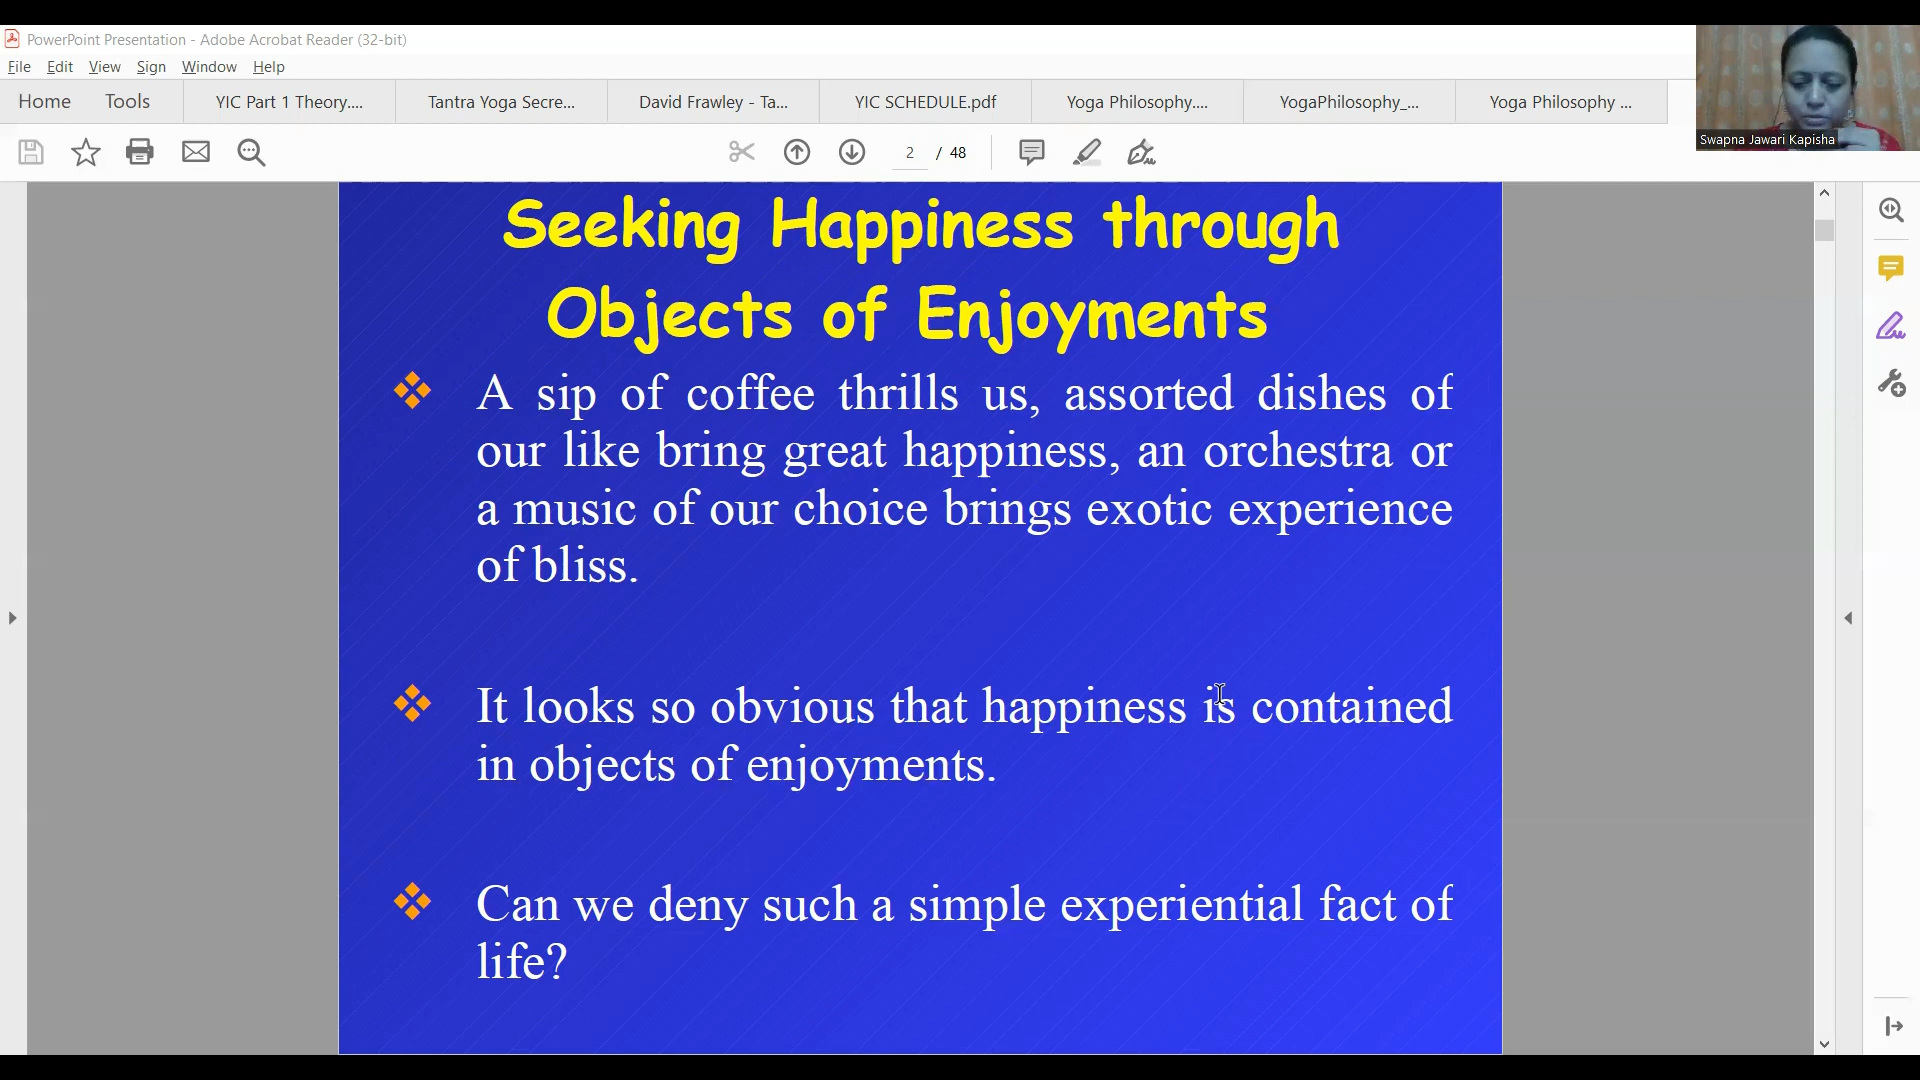 PowerPoint Presentation - Adobe Acrobat Reader (32-bit)
File Edit View Sign Window Help
Home Tools YIC Part 1 Theory.... Tantra Yoga Secre... David Frawley - Ta... YIC SCHEDULE.pdf Yoga Philosophy.... YogaPhilosophy_... Yoga Philosophy ...
Swapna Jawari Kapisha
2 / 48
Seeking Happiness through
Objects of Enjoyments
A sip of coffee thrills us, assorted dishes of
our like bring great happiness, an orchestra or
a music of our choice brings exotic experience
of bliss.
It looks so obvious that happiness is contained
in objects of enjoyments.
Can we deny such a simple experiential fact of
life?